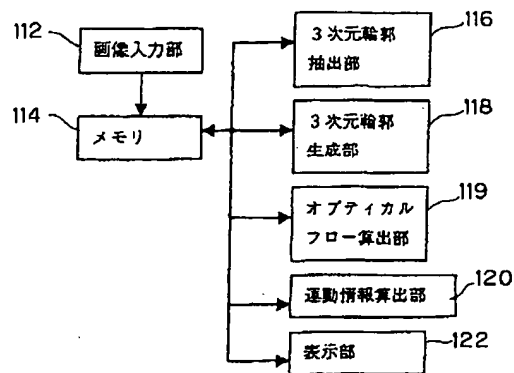 112
画像入力部
114
メモリ
3次元輪郭
抽出部
116
3次元輪郭
生成部
118
オプティカル
フロー算出部
119
運動情報算出部
120
表示部
122